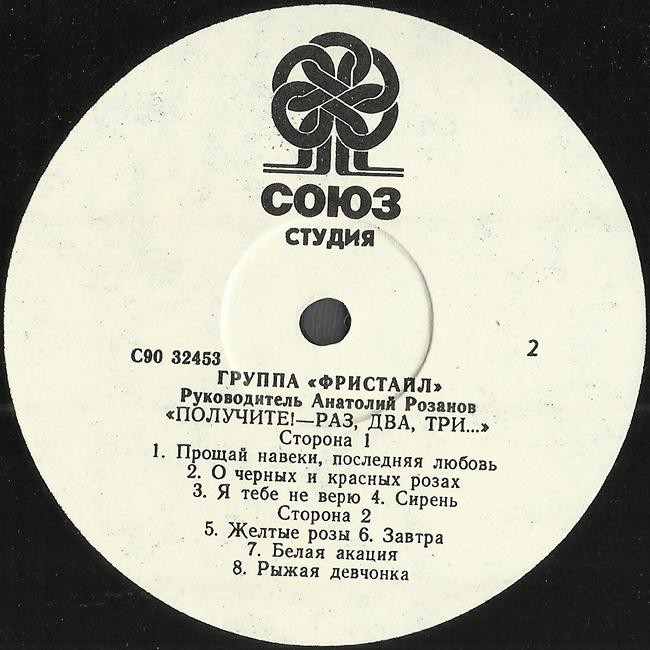 СОЮЗ
СТУДИЯ
С90 32453
2
ГРУППА «ФРИСТАЙЛ»
Руководитель Анатолий Розанов
«ПОЛУЧИТЕ!—РАЗ, ДВА, ТРИ...»
Сторона 1
1. Прощай навеки, последняя любовь
2. О черных и красных розах
3. Я тебе не верю 4. Сирень
Сторона 2
5. Желтые розы 6. Завтра
7. Белая акация
8. Рыжая девчонка